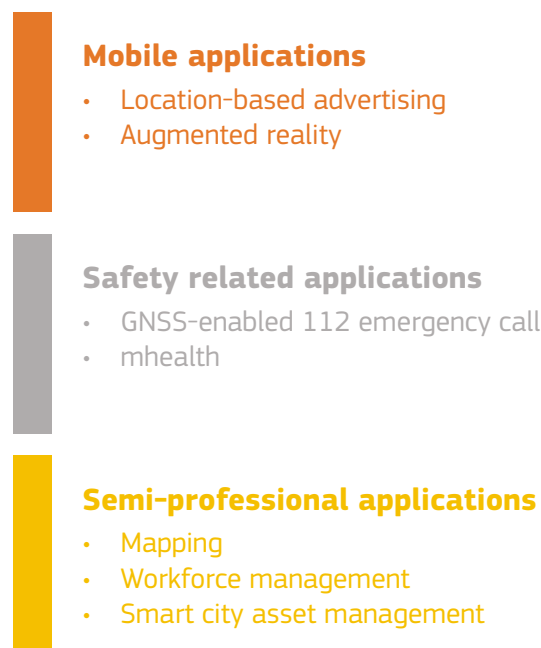 Mobile applications
• Location-based advertising
• Augmented reality
Safety related applications
• GNSS-enabled 112 emergency call
• mhealth
Semi-professional applications
• Mapping
• Workforce management
• Smart city asset management